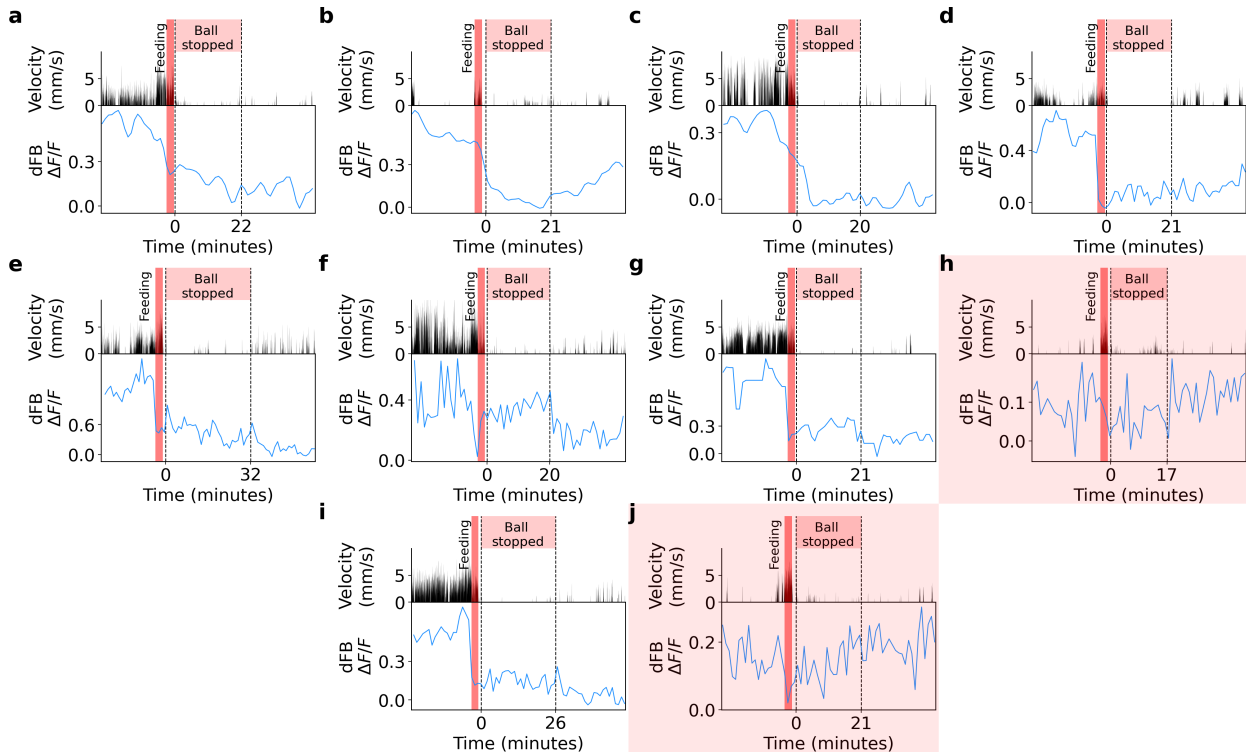 a
Feeding
Ball
stopped
Velocity
(mm/s)
5
0
dFB
ΔF/F
0.3
0.0
0
22
Time (minutes)
b
Feeding
Ball
stopped
Velocity
(mm/s)
5
0
dFB
ΔF/F
0.3
0.0
0
21
Time (minutes)
c
Feeding
Ball
stopped
Velocity
(mm/s)
5
0
dFB
ΔF/F
0.3
0.0
0
20
Time (minutes)
d
Feeding
Ball
stopped
Velocity
(mm/s)
5
0
dFB
ΔF/F
0.4
0.0
0
21
Time (minutes)
e
Feeding
Ball
stopped
Velocity
(mm/s)
5
0
dFB
ΔF/F
0.6
0.0
0
32
Time (minutes)
f
Feeding
Ball
stopped
Velocity
(mm/s)
5
0
dFB
ΔF/F
0.4
0.0
0
20
Time (minutes)
g
Feeding
Ball
stopped
Velocity
(mm/s)
5
0
dFB
ΔF/F
0.3
0.0
0
21
Time (minutes)
h
Feeding
Ball
stopped
Velocity
(mm/s)
5
0
dFB
ΔF/F
0.1
0.0
0
17
Time (minutes)
i
Feeding
Ball
stopped
Velocity
(mm/s)
5
0
dFB
ΔF/F
0.3
0.0
0
26
Time (minutes)
j
Feeding
Ball
stopped
Velocity
(mm/s)
5
0
dFB
ΔF/F
0.2
0.0
0
21
Time (minutes)